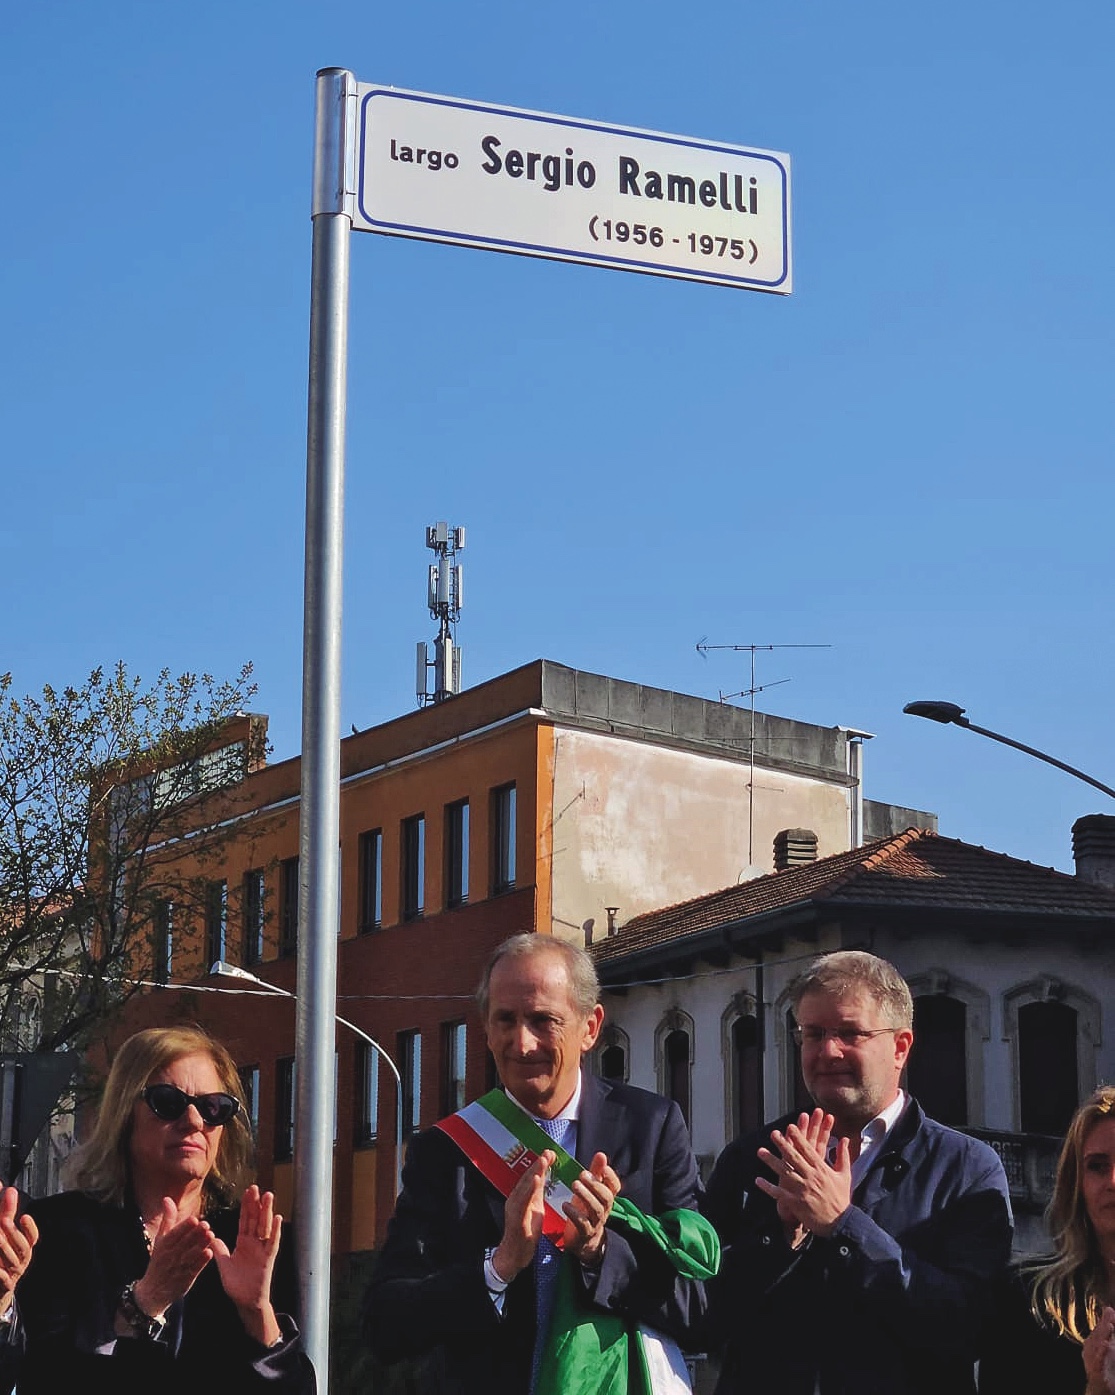 largo Sergio Ramelli
(1956 - 1975)